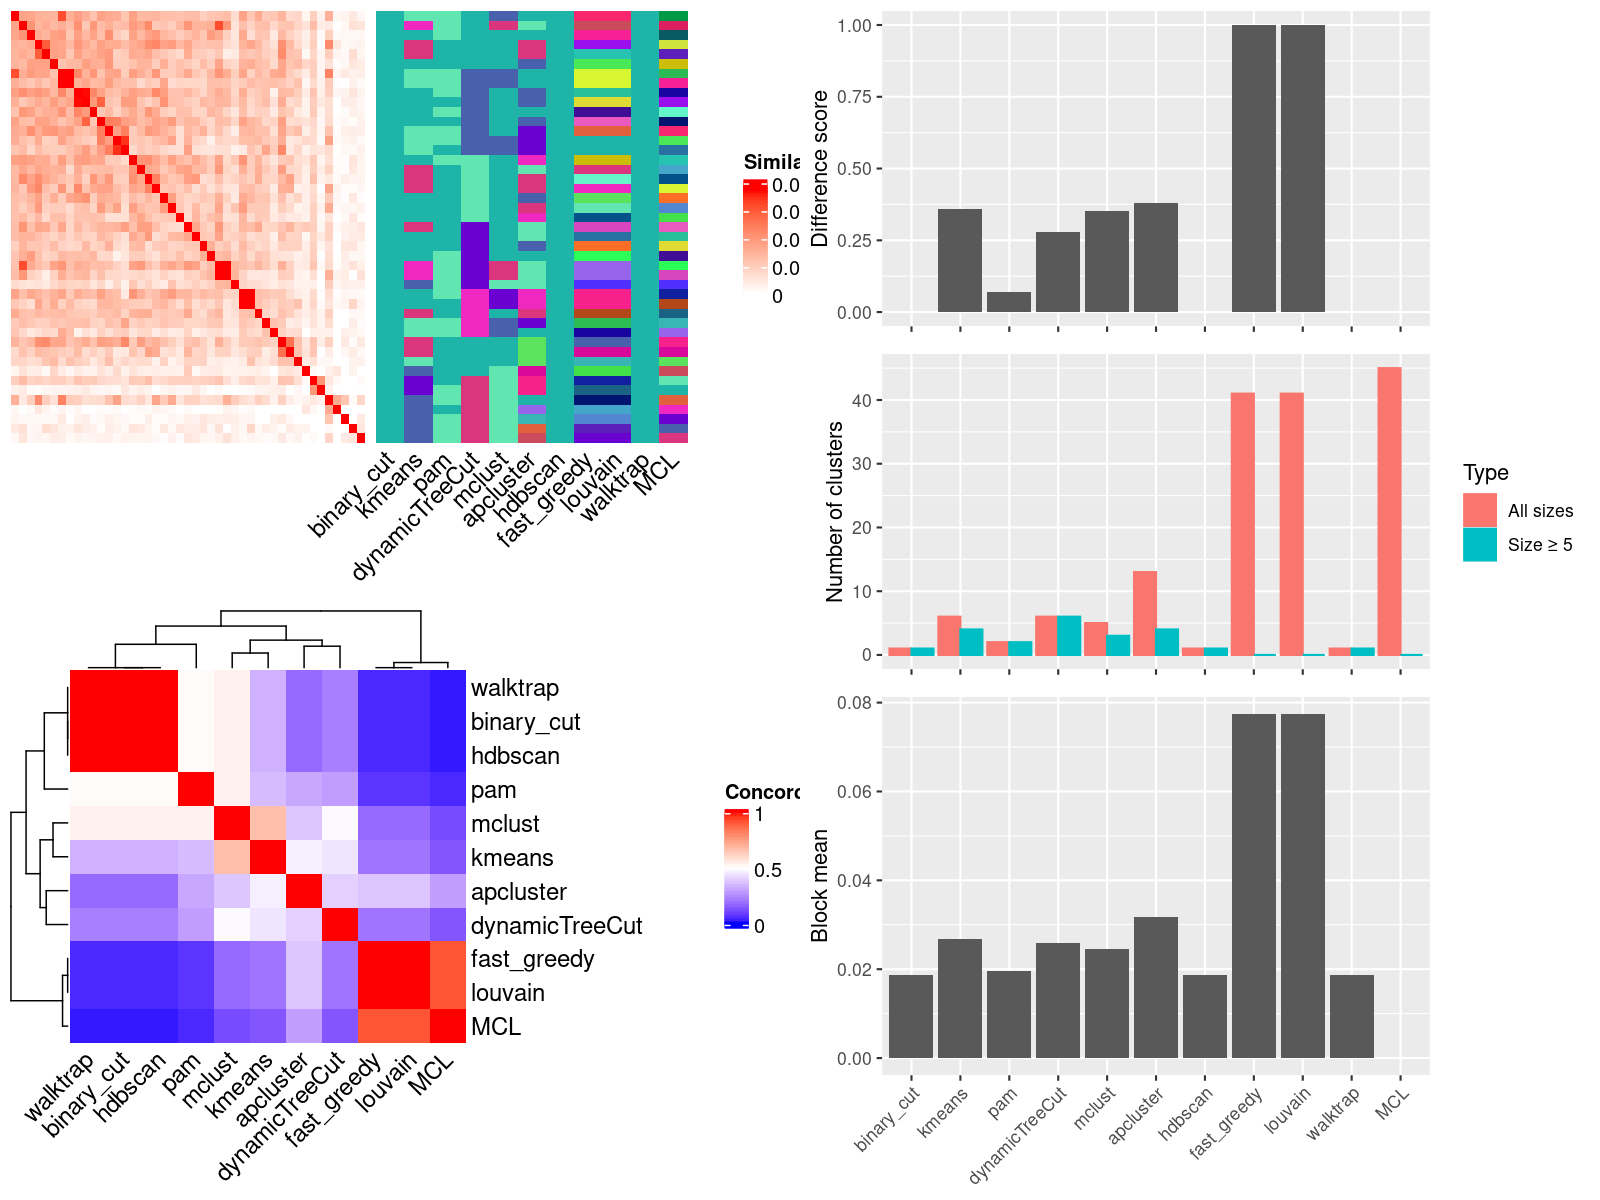 Simila
0.0
0.0
0.0
0.0
0
binary_cut
kmeans
pam
dynamicTreeCut
mclust
apcluster
hdbscan
fast_greedy
louvain
walktrap
MCL
walktrap
binary_cut
hdbscan
pam
mclust
kmeans
apcluster
dynamicTreeCut
fast_greedy
louvain
MCL
walktrap
binary_cut
hdbscan
pam
mclust
kmeans
apcluster
dynamicTreeCut
fast_greedy
louvain
MCL
Concord
1
0.5
0
Difference score
1.00
0.75
0.50
0.25
0.00
Number of clusters
40
30
20
10
0
Type
All sizes
Size ≥ 5
Block mean
0.08
0.06
0.04
0.02
0.00
binary_cut
kmeans
pam
dynamicTreeCut
mclust
apcluster
hdbscan
fast_greedy
louvain
walktrap
MCL